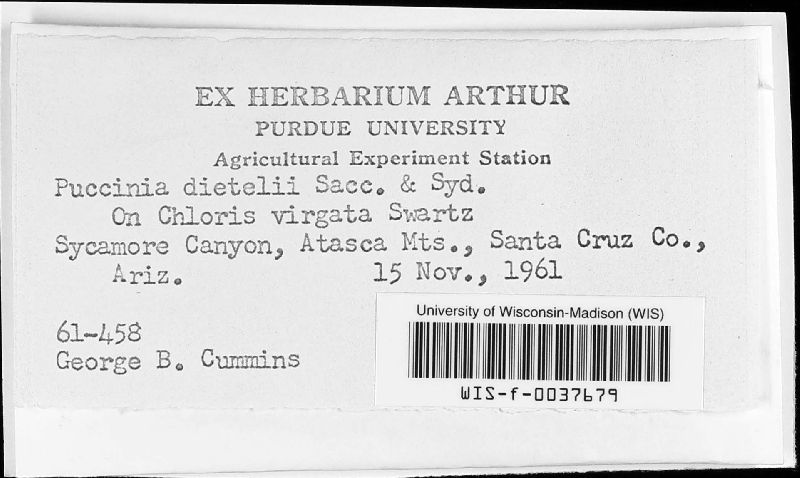 EX HERBARIUM ARTHUR
PURDUE UNIVERSITY
Agricultural Experiment Station
Puccinia dietelii Sacc. & Syd.
On Chloris virgata Swartz
Sycamore Canyon, Atasca Mts., Santa Cruz Co.,
Ariz. 15 Nov., 1961
61-458
George B. Cummins
University of Wisconsin-Madison (WIS)
WIS-f-0037679